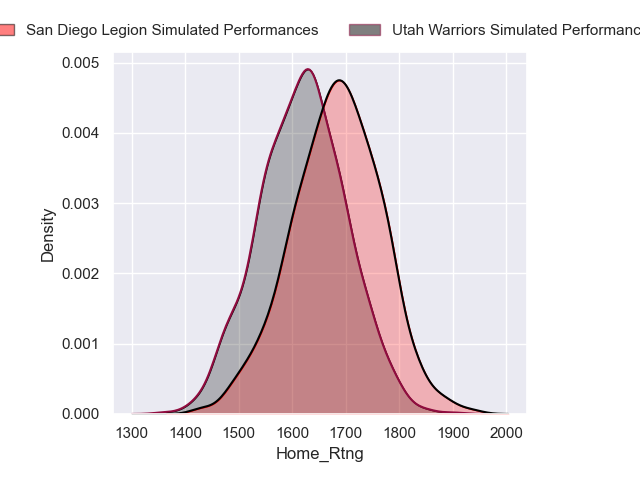 San Diego Legion Simulated Performances
Utah Warriors Simulated Performanc
0.005
0.004
0.003
0.002
0.001
0.000
Density
1300 1400 1500 1600 1700 1800 1900 2000
Home_Rtng